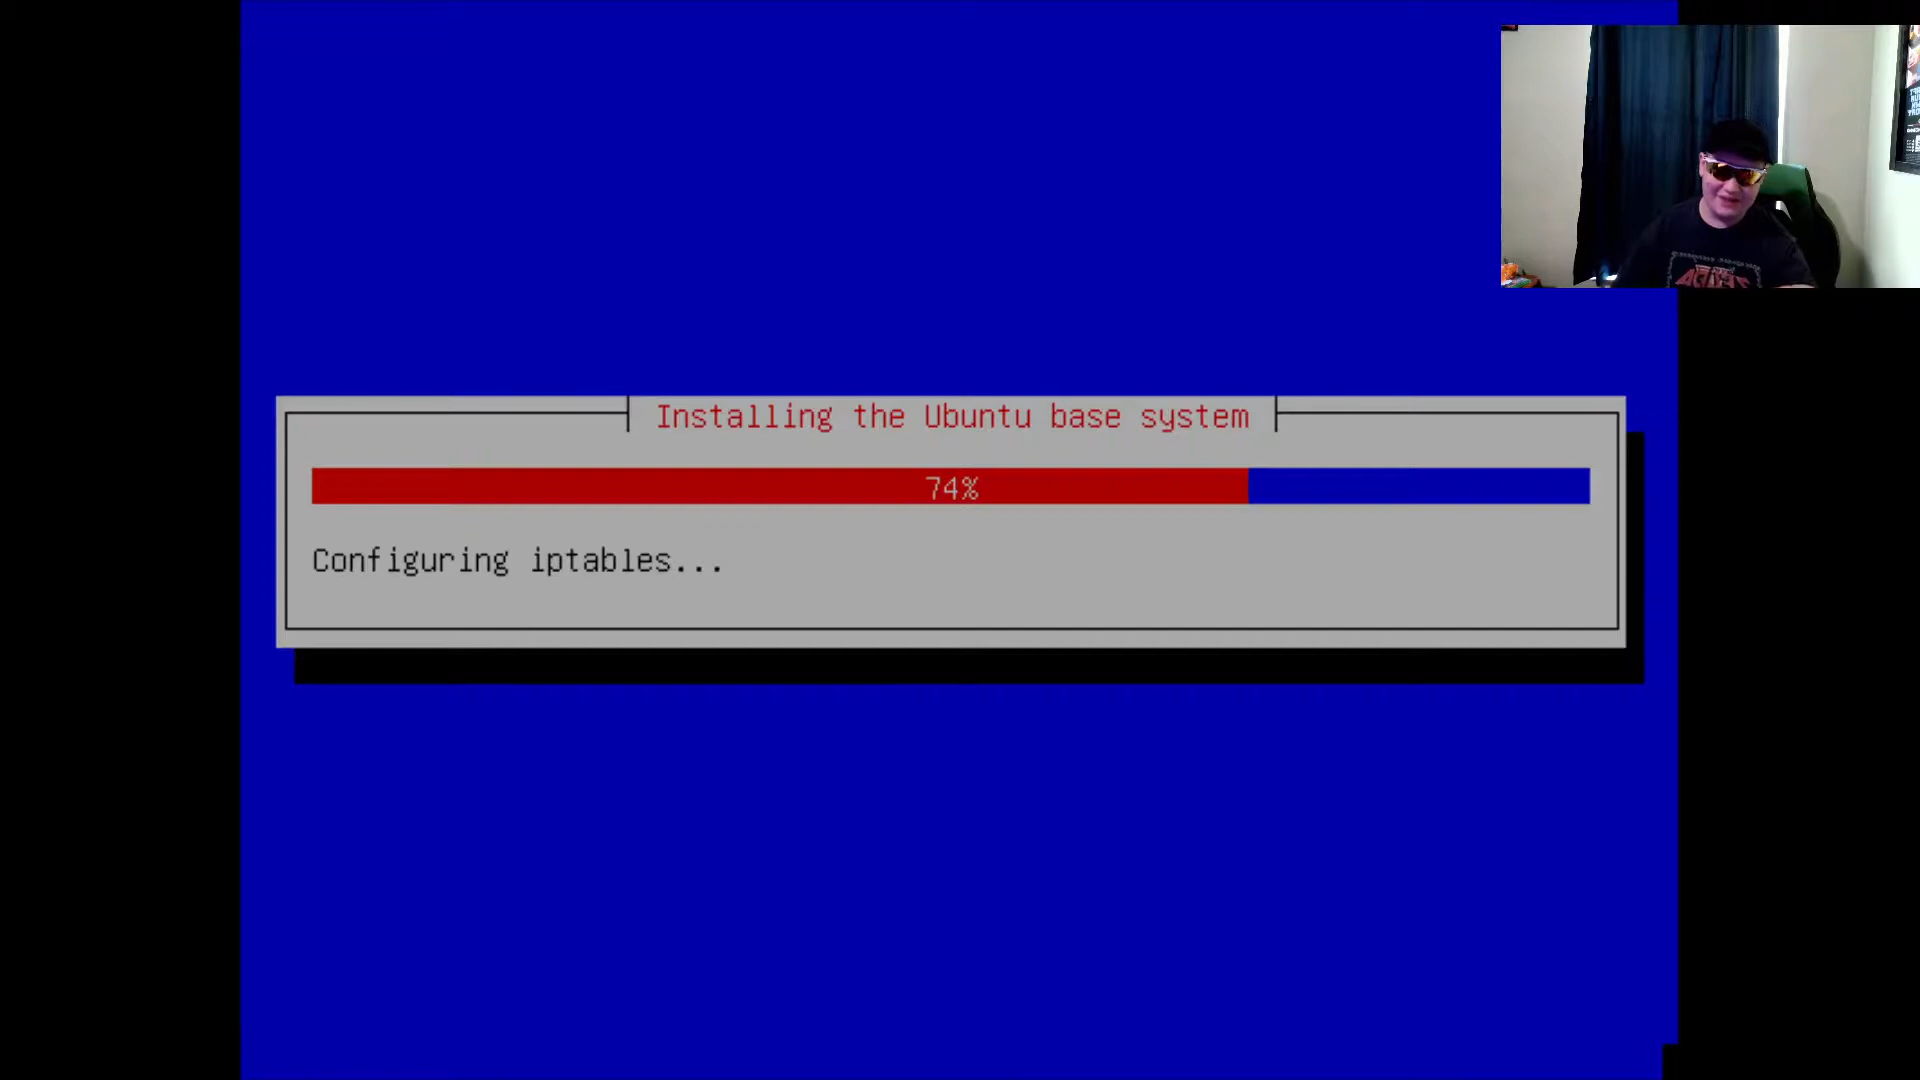 Installing the Ubuntu base system
74%
Configuring iptables...